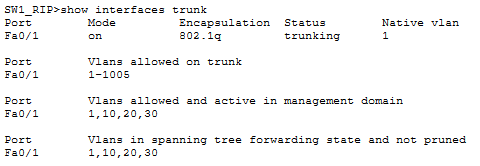 SW1_RIP>show interfaces trunk
Port        Mode         Encapsulation  Status        Native vlan
Fa0/1       on           802.1q         trunking      1
Port        Vlans allowed on trunk
Fa0/1       1-1005
Port        Vlans allowed and active in management domain
Fa0/1       1,10,20,30
Port        Vlans in spanning tree forwarding state and not pruned
Fa0/1       1,10,20,30